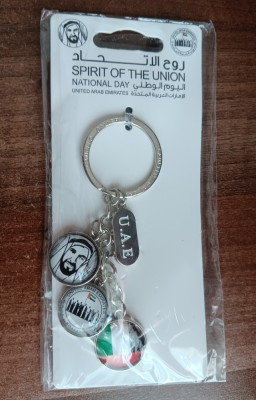 روح الاتحاد
SPIRIT OF THE UNION
NATIONAL DAY اليوم الوطني
UNITED ARAB EMIRATES الإمارات العربية المتحدة
U.A.E